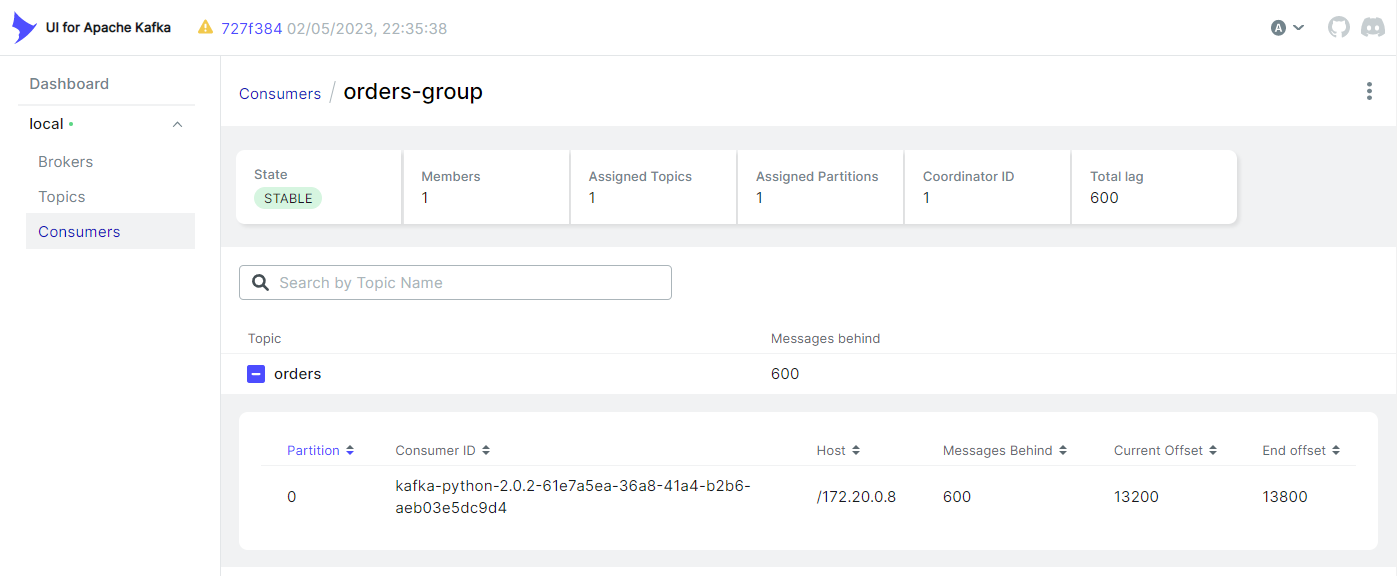 UI for Apache Kafka 727f384 02/05/2023, 22:35:38 A
Dashboard
local
Brokers
Topics
Consumers
Consumers / orders-group
State
STABLE
Members
1
Assigned Topics
1
Assigned Partitions
1
Coordinator ID
1
Total lag
600
Search by Topic Name
Topic Messages behind
orders 600
Partition Consumer ID Host Messages Behind Current Offset End offset
0 kafka-python-2.0.2-61e7a5ea-36a8-41a4-b2b6- /172.20.0.8 600 13200 13800
aeb03e5dc9d4